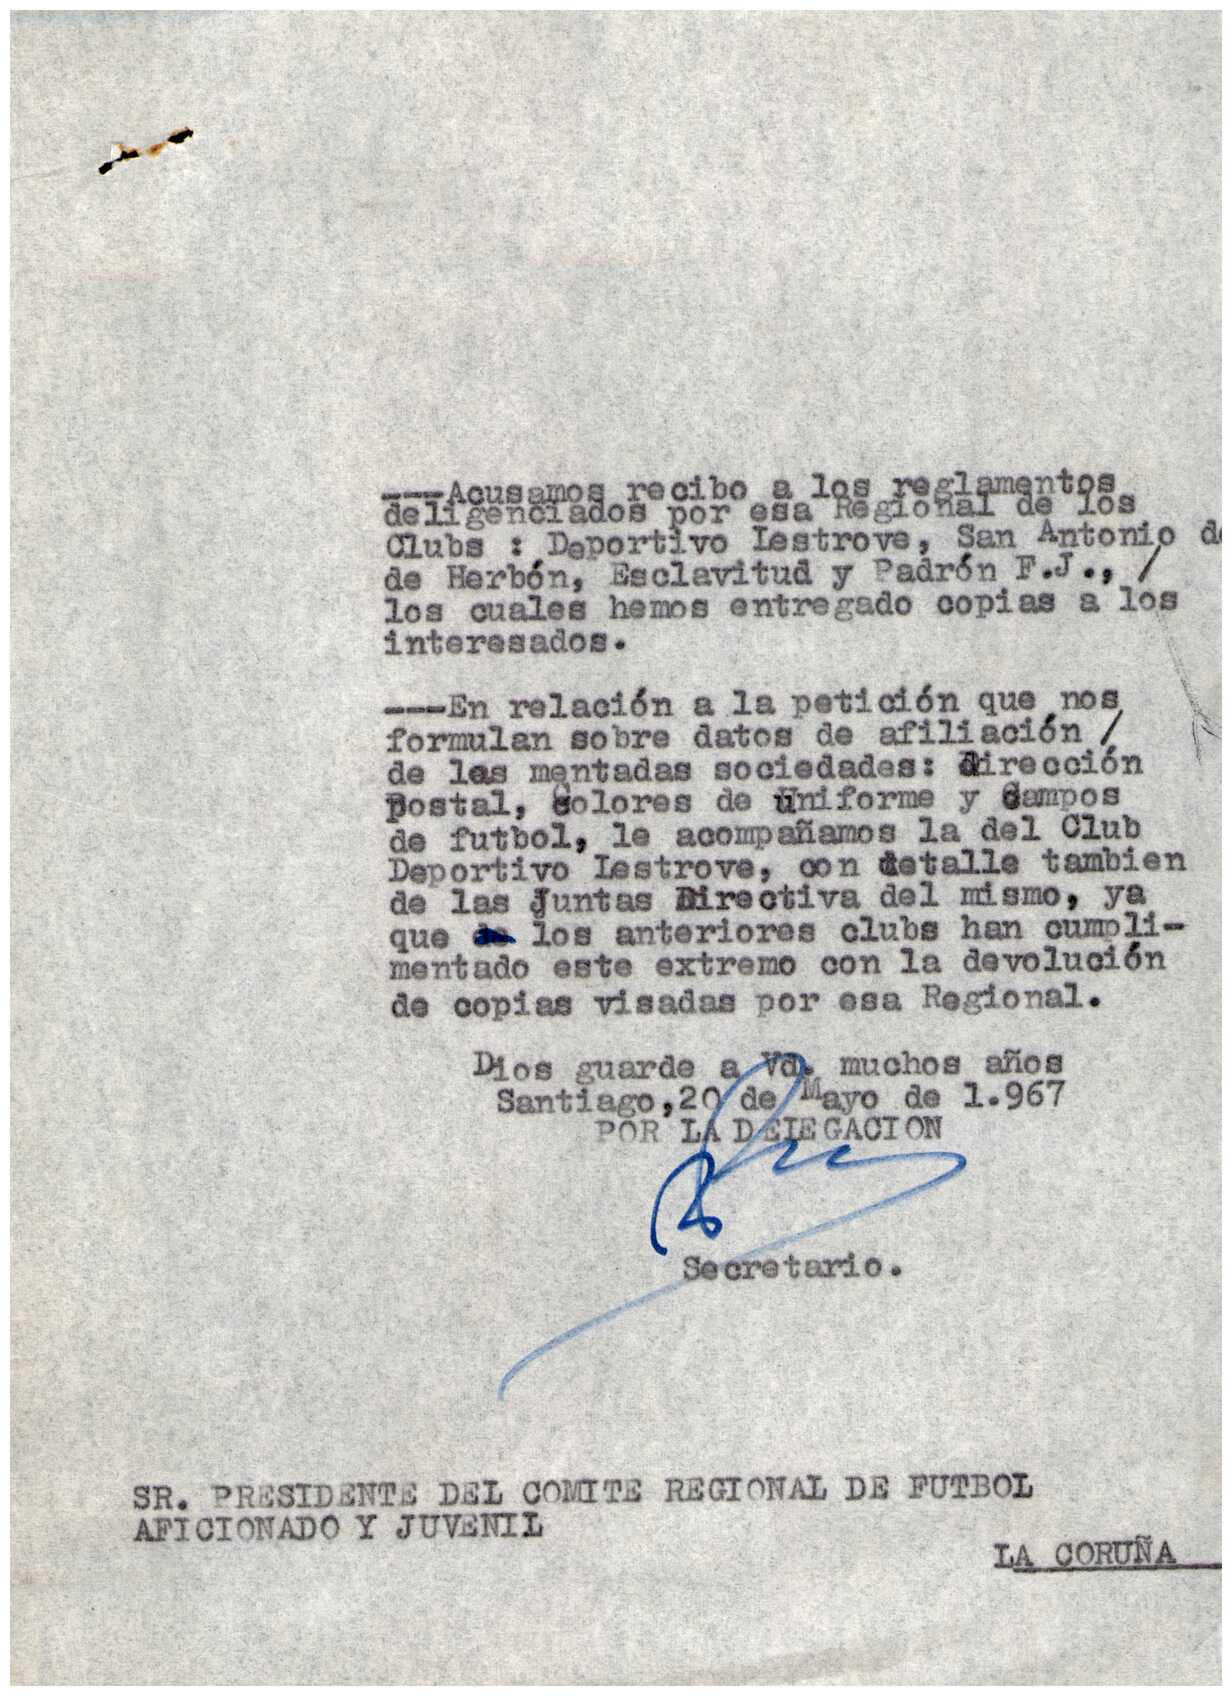 ---Acusamos recibo a los reglamentos
deligenciados por esa Regional de los
Clubs : Deportivo Lestrove, San Antonio de
de Herbón, Esclavitud y Padrón F.J., /
los cuales hemos entregado copias a los
interesados.
---En relación a la petición que nos
formulan sobre datos de afiliación /
de las mentadas sociedades: dirección
postal, Colores de Uniforme y Campos
de futbol, le acompañamos la del Club
Deportivo Lestrove, con detalle tambien
de las Juntas Directiva del mismo, ya
que los anteriores clubs han cumpli-
mentado este extremo con la devolución
de copias visadas por esa Regional.
Dios guarde a Vd. muchos años
Santiago,20 de Mayo de 1.967
POR LA DELEGACION
Secretario.
SR. PRESIDENTE DEL COMITE REGIONAL DE FUTBOL
AFICIONADO Y JUVENIL
LA CORUÑA